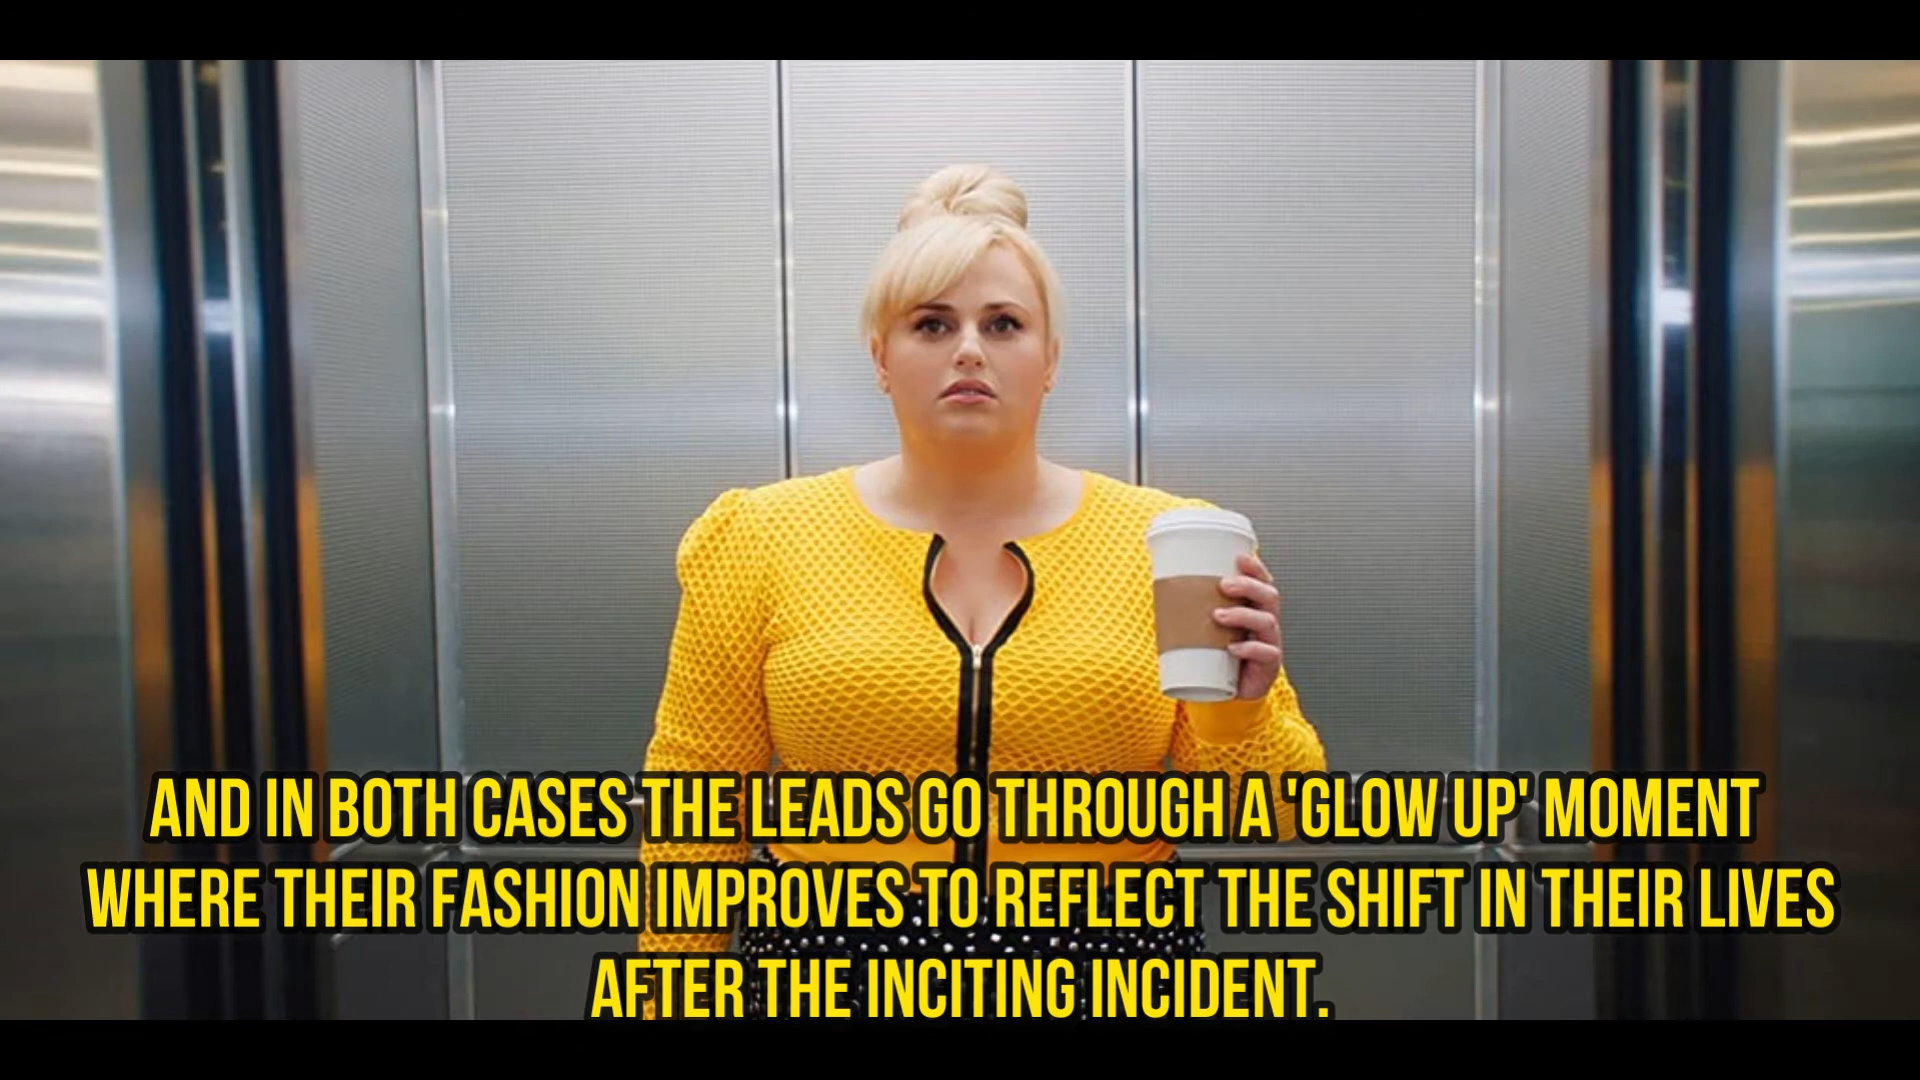 AND IN BOTH CASES THE LEADS GO THROUGH A 'GLOW UP' MOMENT
WHERE THEIR FASHION IMPROVES TO REFLECT THE SHIFT IN THEIR LIVES
AFTER THE INCITING INCIDENT.